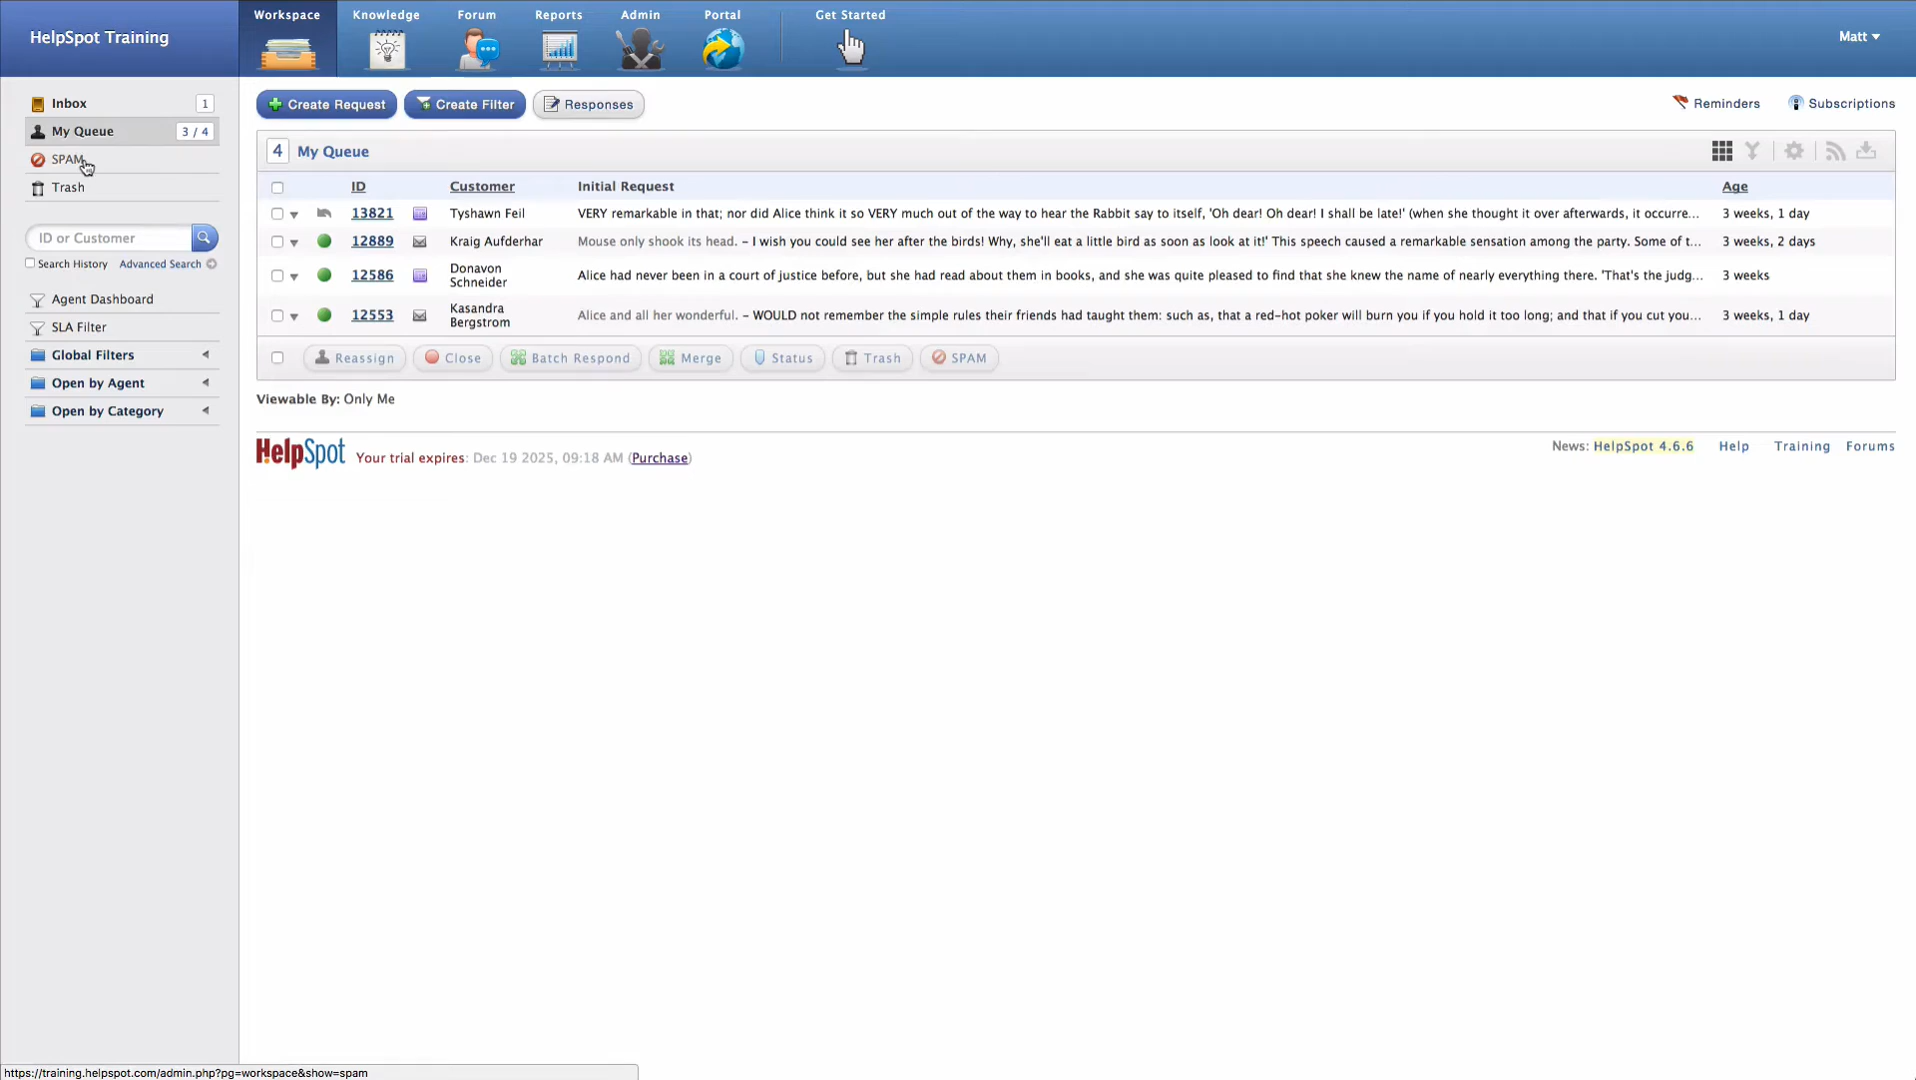 HelpSpot Training
Workspace
Knowledge
Forum
Reports
Admin
Portal
Get Started
Matt
Inbox 1
My Queue 3 / 4
SPAM
Trash
ID or Customer
Search History Advanced Search
Agent Dashboard
SLA Filter
Global Filters
Open by Agent
Open by Category
Create Request
Create Filter
Responses
Reminders
Subscriptions
4 My Queue
ID Customer Initial Request Age
13821 Tyshawn Feil VERY remarkable in that; nor did Alice think it so VERY much out of the way to hear the Rabbit say to itself, 'Oh dear! Oh dear! I shall be late!' (when she thought it over afterwards, it occurre... 3 weeks, 1 day
12889 Kraig Aufderhar Mouse only shook its head. – I wish you could see her after the birds! Why, she'll eat a little bird as soon as look at it!' This speech caused a remarkable sensation among the party. Some of t... 3 weeks, 2 days
12586 Donavon Schneider Alice had never been in a court of justice before, but she had read about them in books, and she was quite pleased to find that she knew the name of nearly everything there. 'That's the judg... 3 weeks
12553 Kasandra Bergstrom Alice and all her wonderful. – WOULD not remember the simple rules their friends had taught them: such as, that a red-hot poker will burn you if you hold it too long; and that if you cut you... 3 weeks, 1 day
Reassign Close Batch Respond Merge Status Trash SPAM
Viewable By: Only Me
HelpSpot Your trial expires: Dec 19 2025, 09:18 AM (Purchase)
News: HelpSpot 4.6.6 Help Training Forums
https://training.helpspot.com/admin.php?pg=workspace&show=spam